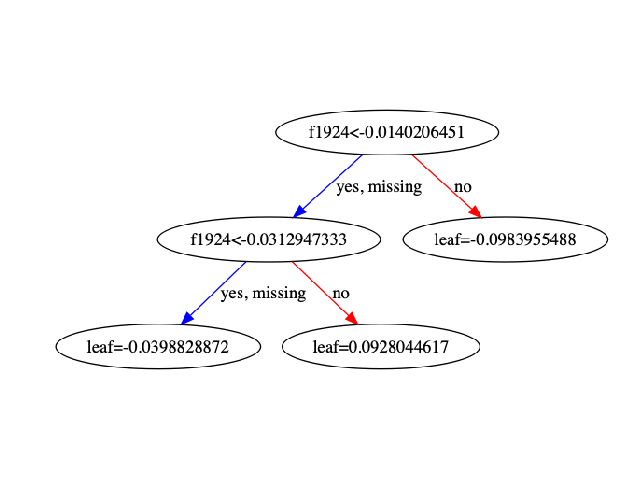 f1924<-0.0140206451
yes, missing
no
f1924<-0.0312947333
leaf=-0.0983955488
yes, missing
no
leaf=-0.0398828872
leaf=0.0928044617